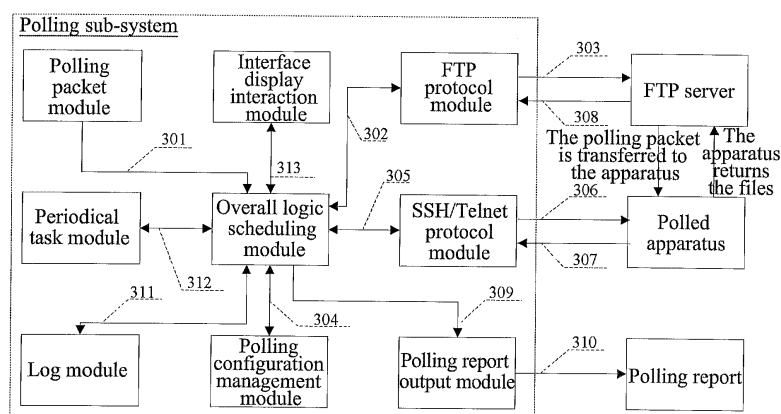 Polling sub-system
Polling
packet
module
Interface
display
interaction
module
FTP
protocol
module
303
FTP server
308
302
301
313
The polling packet
is transferred to
the apparatus
The
apparatus
returns
the files
305
306
Periodical
task module
Overall logic
scheduling
module
SSH/Telnet
protocol
module
Polled
apparatus
312
307
311
304
309
Log module
Polling
configuration
management
module
Polling report
output module
310
Polling report